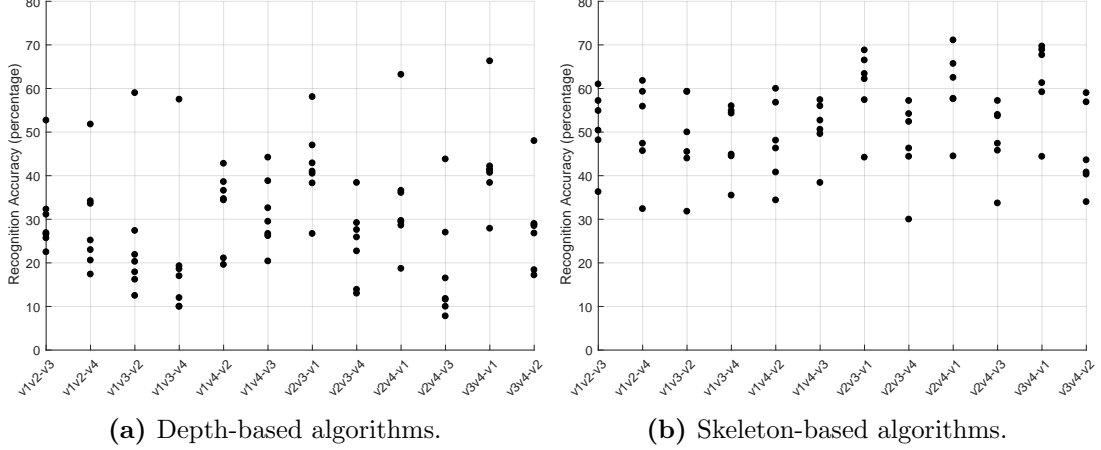 80
70
60
50
40
30
20
10
0
Recognition Accuracy (percentage)
v1v2-v3
v1v2-v4
v1v3-v2
v1v3-v4
v1v4-v2
v1v4-v3
v2v3-v1
v2v3-v4
v2v4-v1
v2v4-v3
v3v4-v1
v3v4-v2
(a) Depth-based algorithms.
80
70
60
50
40
30
20
10
0
Recognition Accuracy (percentage)
v1v2-v3
v1v2-v4
v1v3-v2
v1v3-v4
v1v4-v2
v1v4-v3
v2v3-v1
v2v3-v4
v2v4-v1
v2v4-v3
v3v4-v1
v3v4-v2
(b) Skeleton-based algorithms.